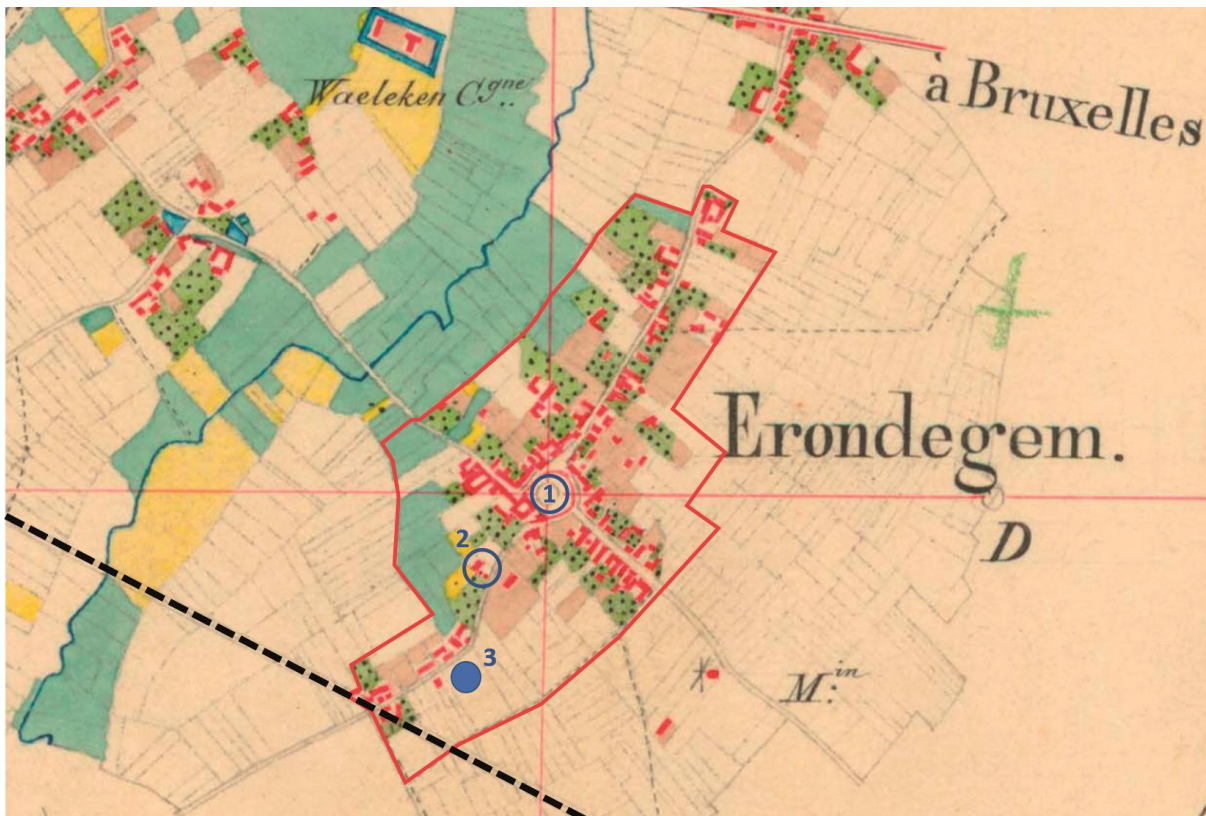 Waeleken C.gne
à Bruxelles
Erondegem.
1
D
2
3
M:in